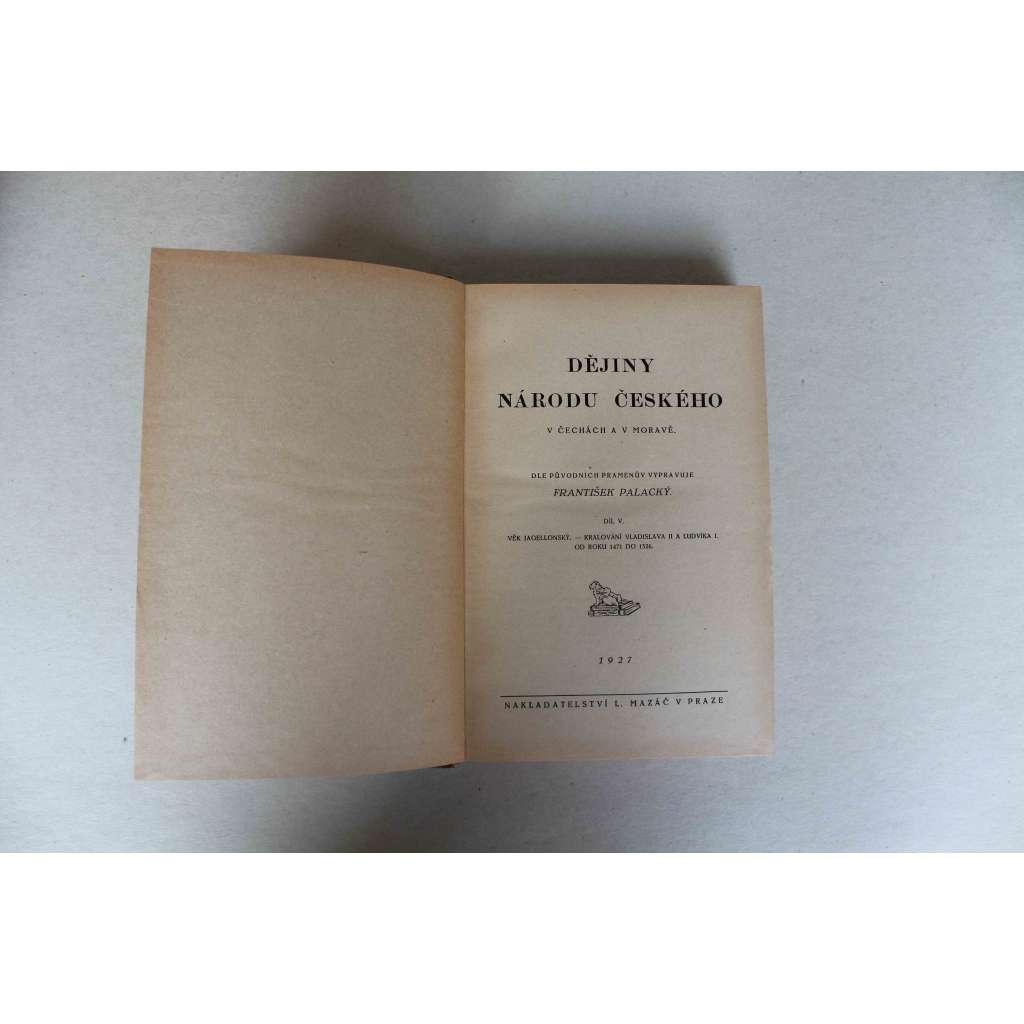 DĚJINY
NÁRODU ČESKÉHO
V ČECHÁCH A V MORAVĚ.
DLE PŮVODNÍCH PRAMENŮV VYPRAVUJE
FRANTIŠEK PALACKÝ.
DÍL V.
VĚK JAGELLONSKÝ. — KRALOVÁNÍ VLADISLAVA II A LUDVÍKA I.
OD ROKU 1471 DO 1526.
1927
NAKLADATELSTVÍ L. MAZÁČ V PRAZE